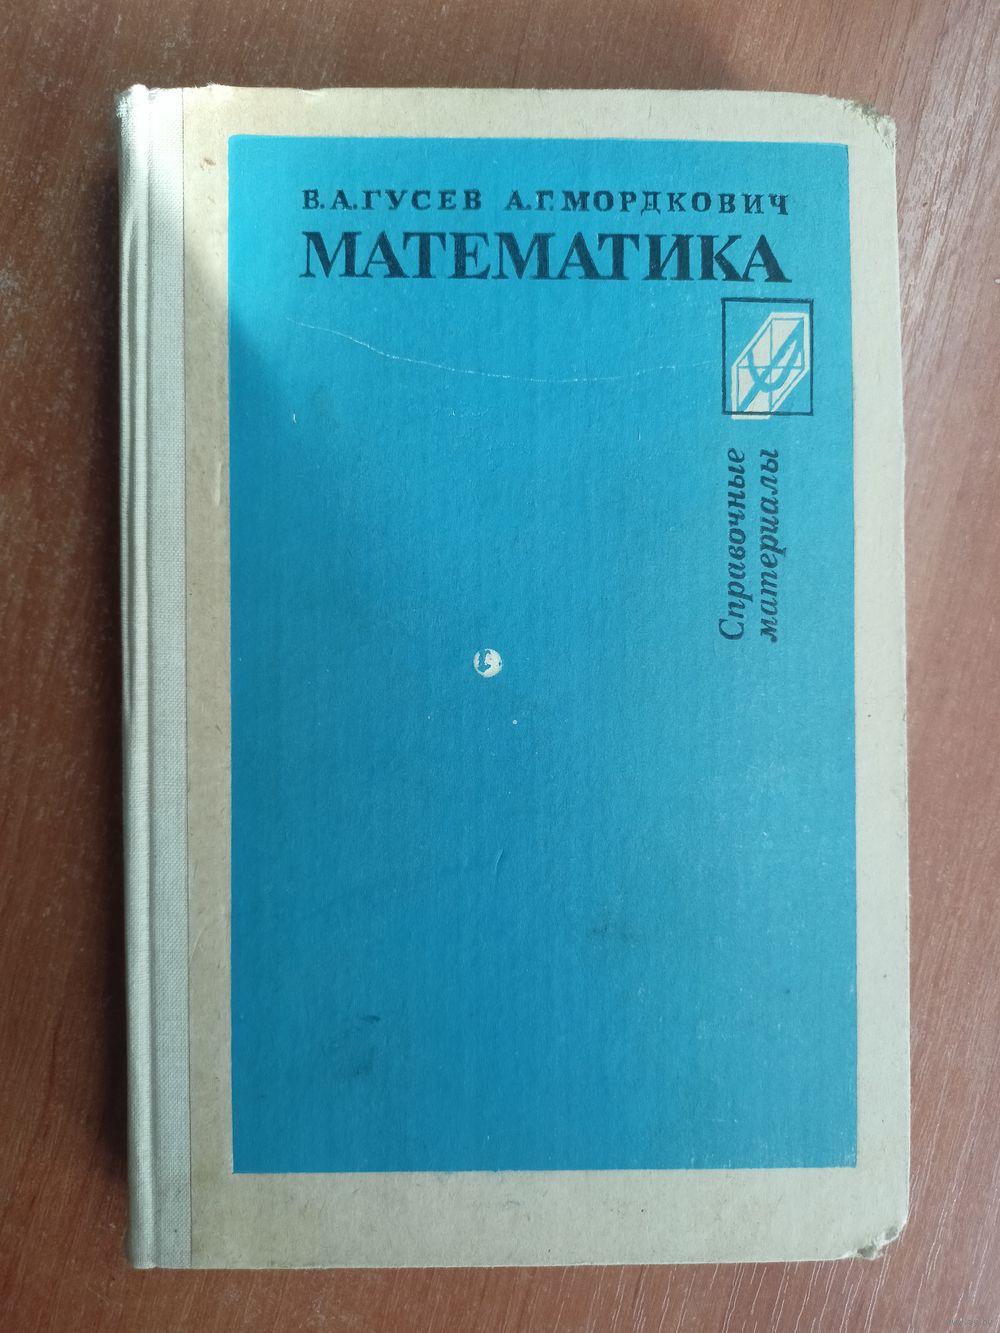 В.А.ГУСЕВ А.Г.МОРДКОВИЧ
МАТЕМАТИКА
Справочные
материалы